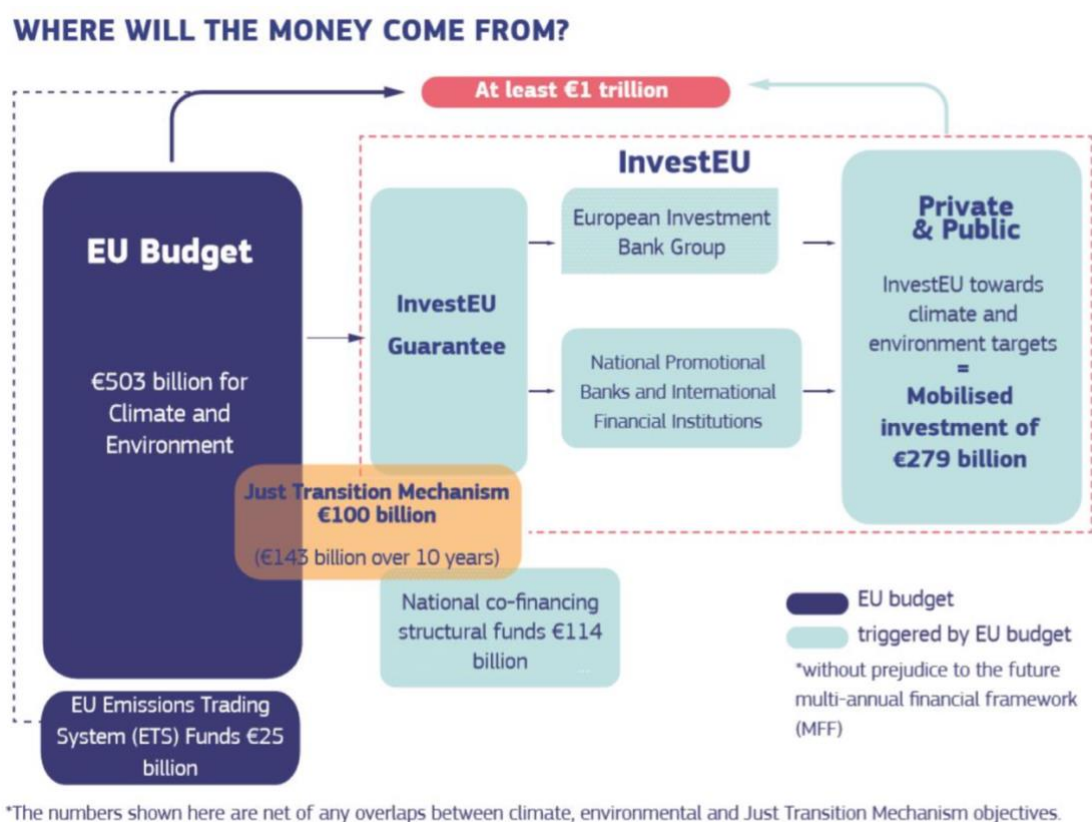 WHERE WILL THE MONEY COME FROM?
At least €1 trillion
EU Budget
€503 billion for
Climate and
Environment
InvestEU
InvestEU
Guarantee
European Investment
Bank Group
National Promotional
Banks and International
Financial Institutions
Private
& Public
InvestEU towards
climate and
environment targets
=
Mobilised
investment of
€279 billion
Just Transition Mechanism
€100 billion
(€143 billion over 10 years)
National co-financing
structural funds €114
billion
...
EU Emissions Trading
System (ETS) Funds €25
billion
EU budget
triggered by EU budget
*without prejudice to the future
multi-annual financial framework
(MFF)
*The numbers shown here are net of any overlaps between climate, environmental and Just Transition Mechanism objectives.